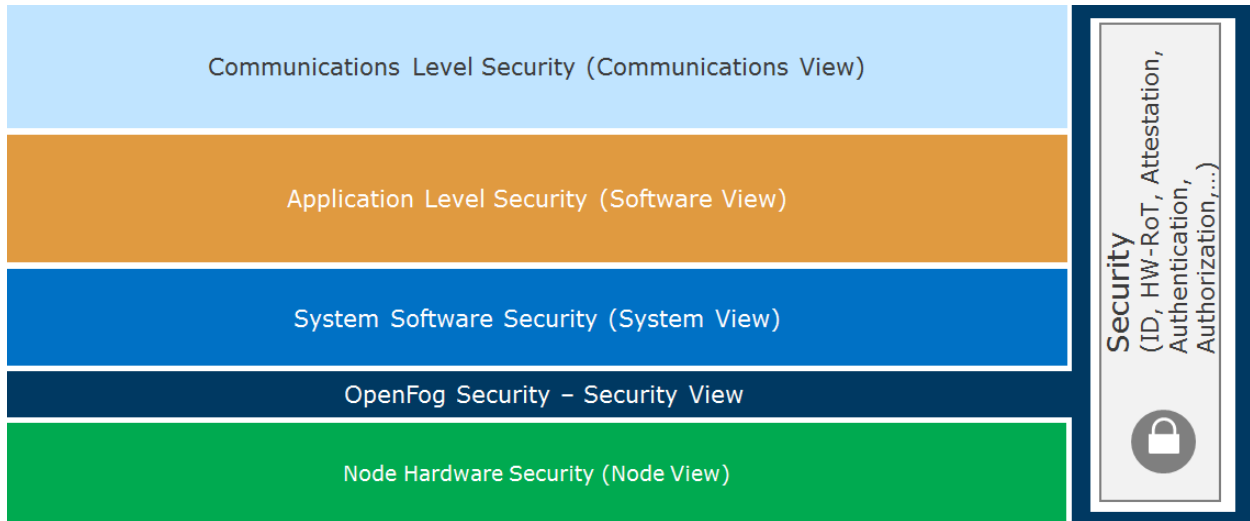 Communications Level Security (Communications View)
Application Level Security (Software View)
System Software Security (System View)
OpenFog Security – Security View
Node Hardware Security (Node View)
Security
(ID, HW-RoT, Attestation,
Authentication,
Authorization,...)